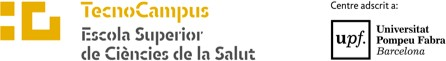 TecnoCampus
Escola Superior
de Ciències de la Salut
Centre adscrit a:
upf.
Universitat
Pompeu Fabra
Barcelona